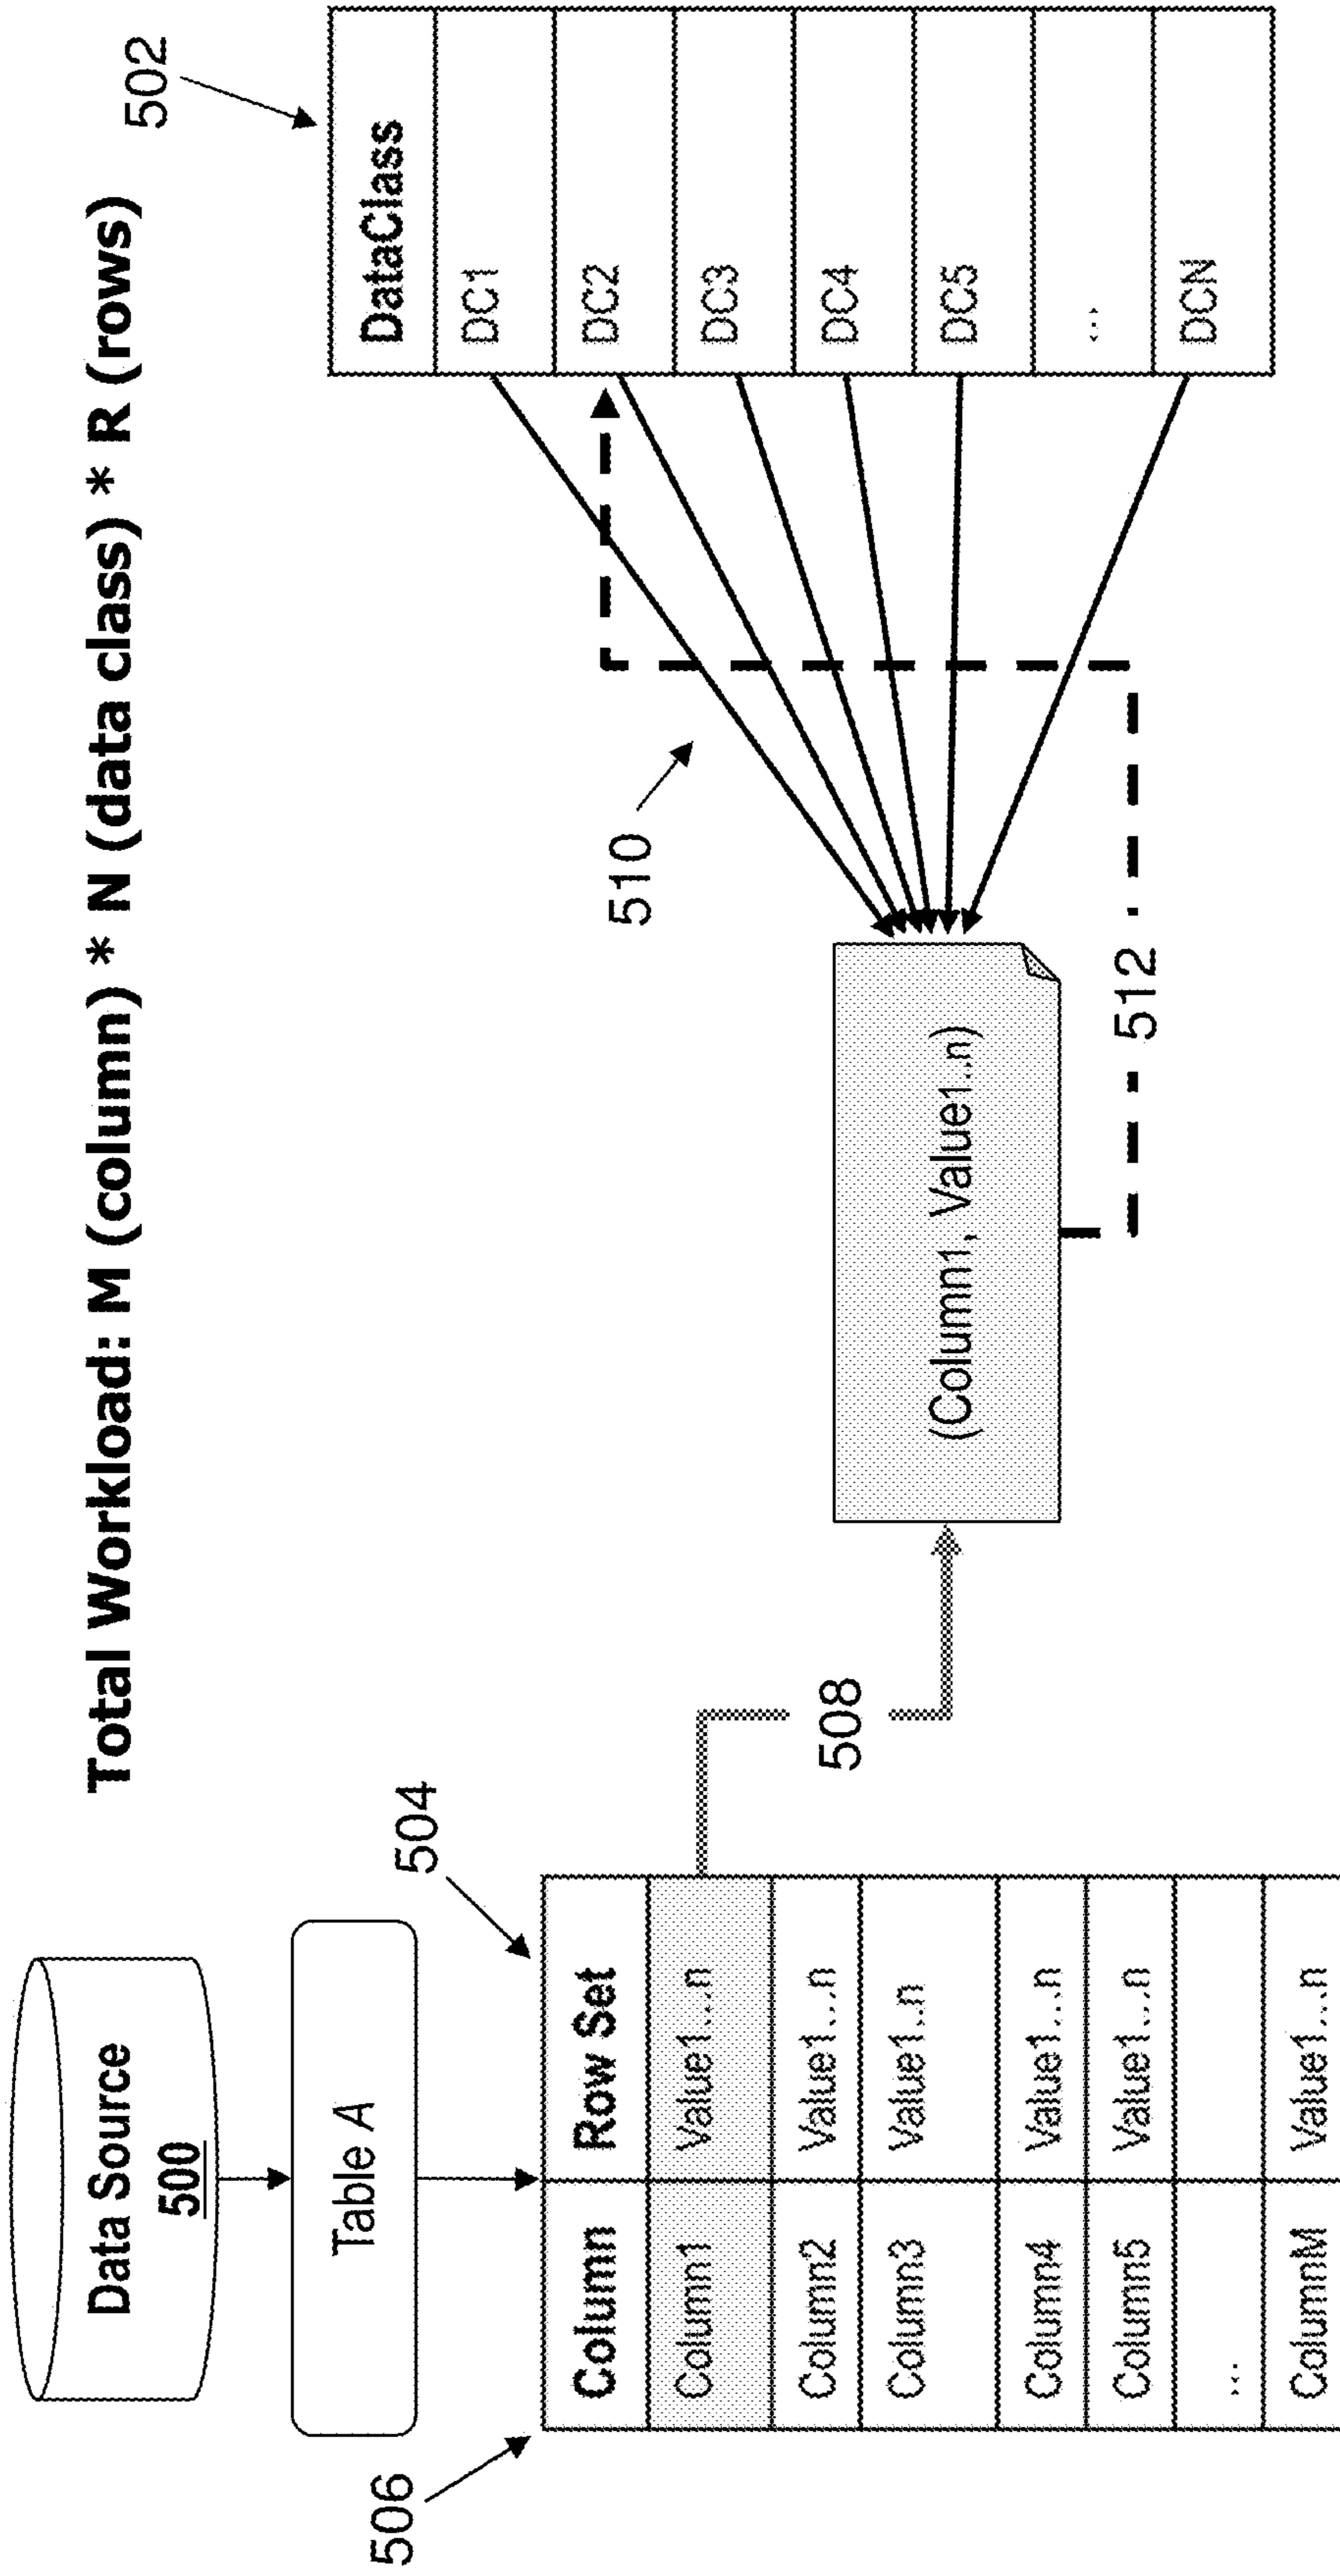 Total Workload: M (column) * N (data class) * R (rows)
Data Source
500
Table A
506
504
Column Row Set
Column1 Value1...n
Column2 Value1...n
Column3 Value1..n
Column4 Value1...n
Column5 Value1...n
...
ColumnM Value1...n
508
(Column1, Value1..n)
512
510
502
DataClass
DC1
DC2
DC3
DC4
DC5
...
DCN